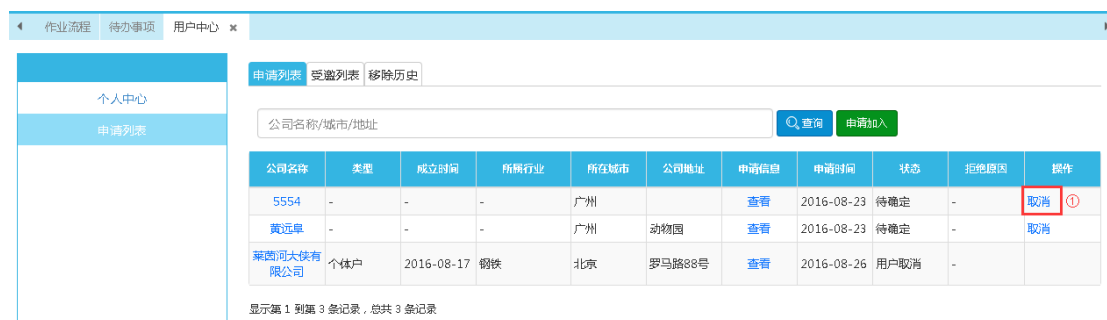 作业流程 待办事项 用户中心
个人中心
申请列表
申请列表 受邀列表 移除历史
公司名称/城市/地址 查询 申请加入
公司名称 类型 成立时间 所属行业 所在城市 公司地址 申请信息 申请时间 状态 拒绝原因 操作
5554 - - - 广州 查看 2016-08-23 待确定 - 取消 ①
黄远阜 - - - 广州 动物园 查看 2016-08-23 待确定 - 取消
莱茵河大侠有限公司 个体户 2016-08-17 钢铁 北京 罗马路88号 查看 2016-08-26 用户取消 -
显示第 1 到第 3 条记录，总共 3 条记录